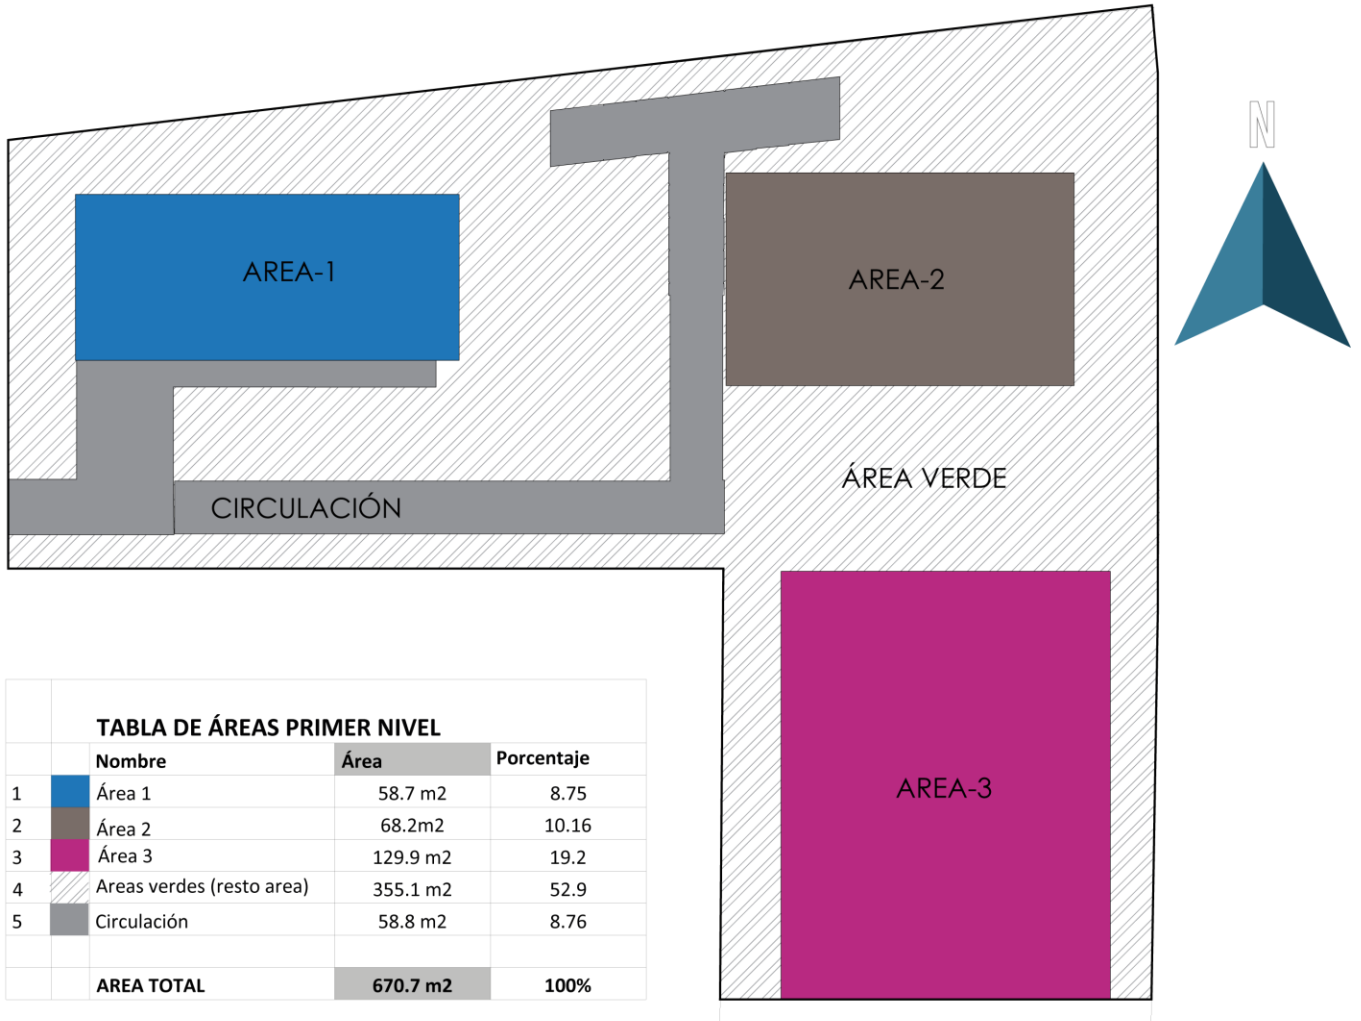 N
AREA-1
AREA-2
ÁREA VERDE
CIRCULACIÓN
AREA-3
TABLA DE ÁREAS PRIMER NIVEL
Nombre Área Porcentaje
1 Área 1 58.7 m2 8.75
2 Área 2 68.2m2 10.16
3 Área 3 129.9 m2 19.2
4 Areas verdes (resto area) 355.1 m2 52.9
5 Circulación 58.8 m2 8.76
AREA TOTAL 670.7 m2 100%